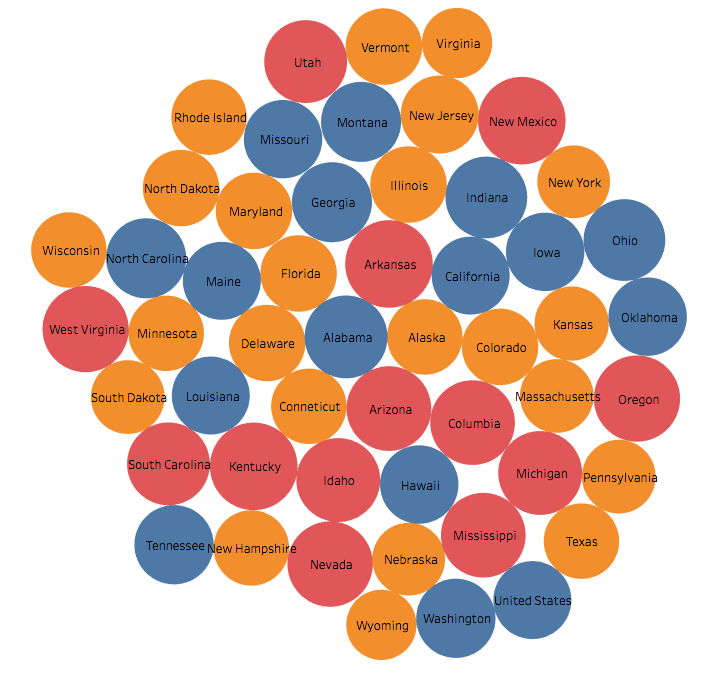 Utah
Vermont
Virginia
Rhode Island
Missouri
Montana
New Jersey
New Mexico
North Dakota
Maryland
Georgia
Illinois
Indiana
New York
Wisconsin
North Carolina
Maine
Florida
Arkansas
California
Iowa
Ohio
West Virginia
Minnesota
Delaware
Alabama
Alaska
Colorado
Kansas
Oklahoma
South Dakota
Louisiana
Conneticut
Arizona
Columbia
Massachusetts
Oregon
South Carolina
Kentucky
Idaho
Hawaii
Michigan
Pennsylvania
Tennessee
New Hampshire
Nevada
Nebraska
Mississippi
Texas
Wyoming
Washington
United States